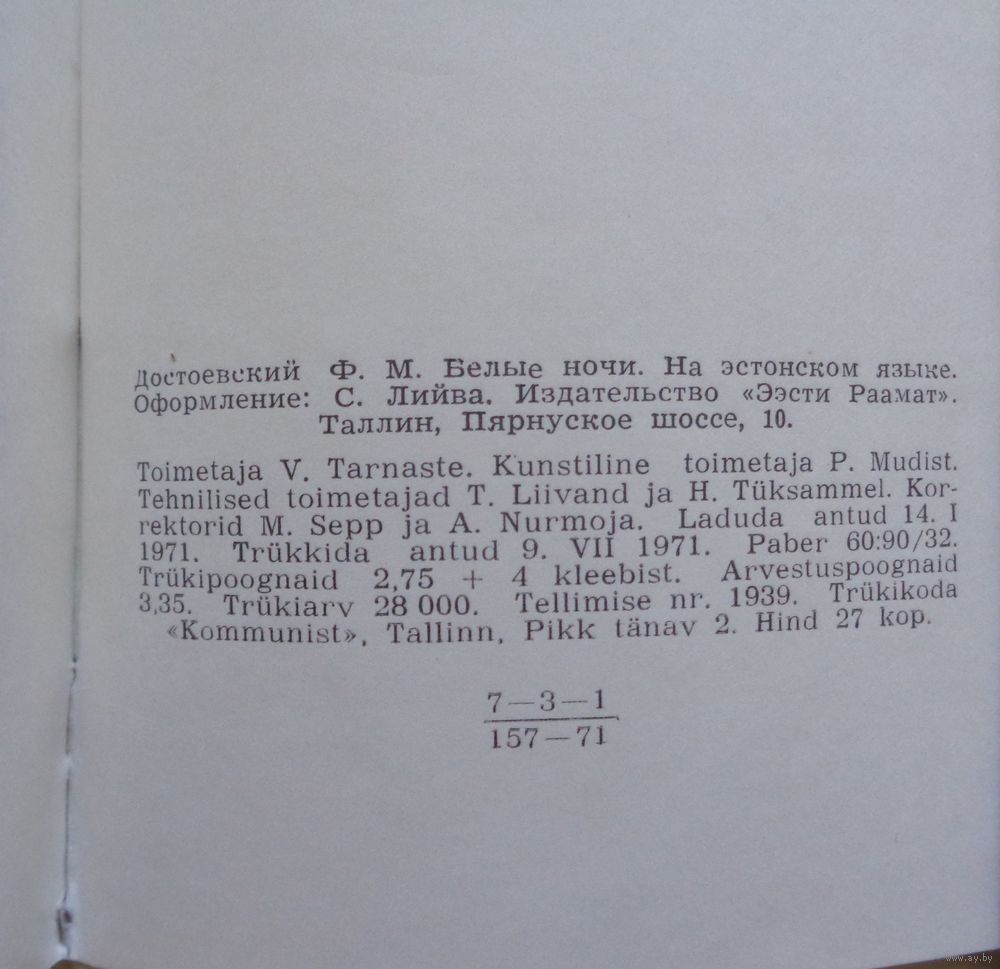 Достоевский Ф. М. Белые ночи. На эстонском языке.
Оформление: С. Лийва. Издательство «Ээсти Раамат».
Таллин, Пярнуское шоссе, 10.
Toimetaja V. Tarnaste. Kunstiline toimetaja P. Mudist.
Tehnilised toimetajad T. Liivand ja H. Tüksammel. Kor-
rektorid M. Sepp ja A. Nurmoja. Laduda antud 14. I
1971. Trükkida antud 9. VII 1971. Paber 60:90/32.
Trükipoognaid 2,75 + 4 kleebist. Arvestuspoognaid
3,35. Trükiarv 28 000. Tellimise nr. 1939. Trükikoda
«Kommunist», Tallinn, Pikk tänav 2. Hind 27 kop.
7—3—1
157—71
www.ay.by